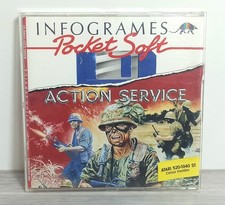 INFOGRAMES
Pocket Soft
ACTION SERVICE
ATARI 520-1040 ST